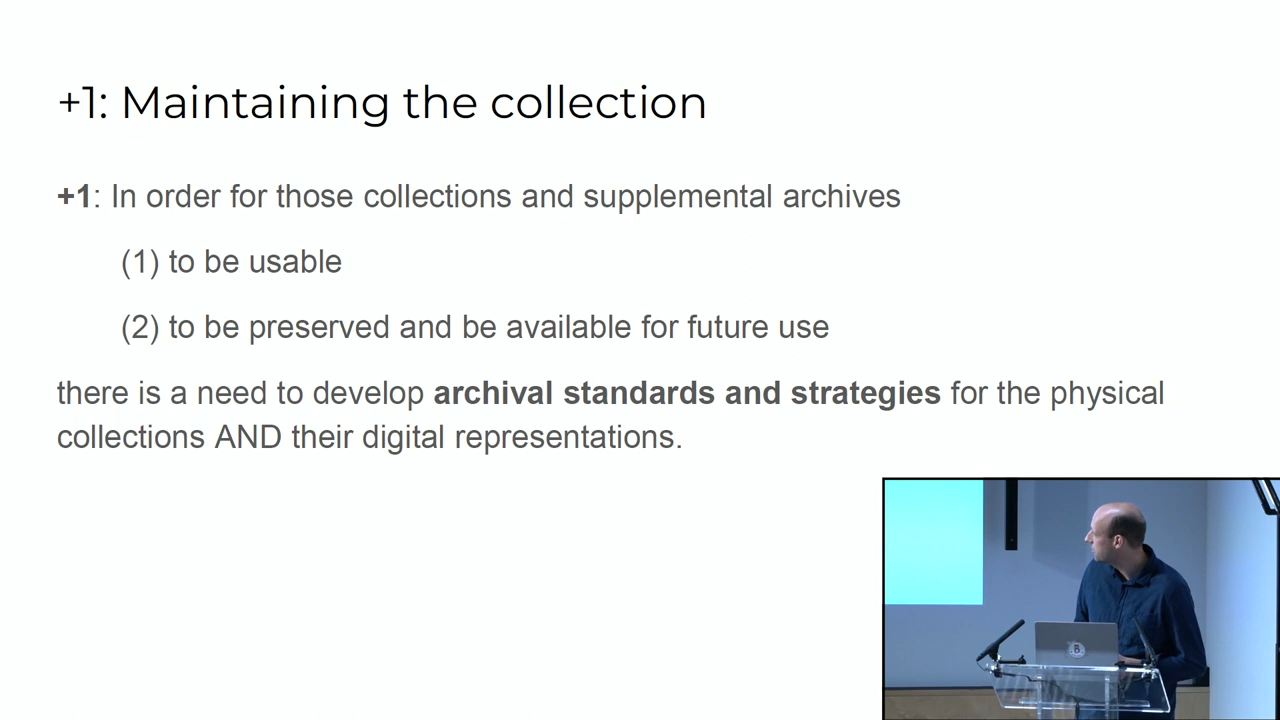 +1: Maintaining the collection
+1: In order for those collections and supplemental archives
(1) to be usable
(2) to be preserved and be available for future use
there is a need to develop archival standards and strategies for the physical
collections AND their digital representations.
B